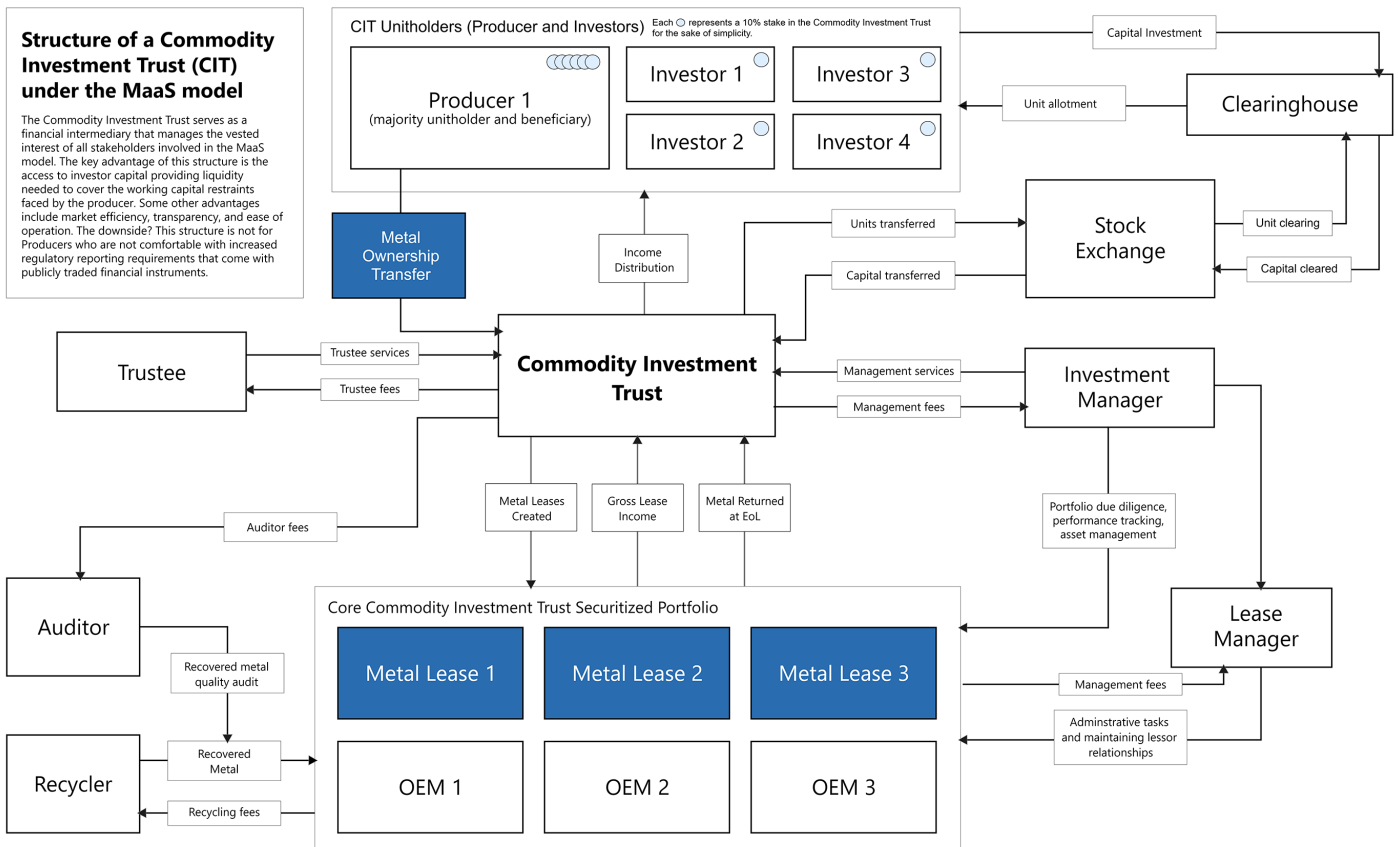 Structure of a Commodity
Investment Trust (CIT)
under the MaaS model
The Commodity Investment Trust serves as a
financial intermediary that manages the vested
interest of all stakeholders involved in the MaaS
model. The key advantage of this structure is the
access to investor capital providing liquidity
needed to cover the working capital restraints
faced by the producer. Some other advantages
include market efficiency, transparency, and ease of
operation. The downside? This structure is not for
Producers who are not comfortable with increased
regulatory reporting requirements that come with
publicly traded financial instruments.
CIT Unitholders (Producer and Investors)
Each represents a 10% stake in the Commodity Investment Trust
for the sake of simplicity.
Producer 1
(majority unitholder and beneficiary)
Investor 1
Investor 3
Investor 2
Investor 4
Capital Investment
Unit allotment
Clearinghouse
Metal
Ownership
Transfer
Income
Distribution
Units transferred
Capital transferred
Stock
Exchange
Unit clearing
Capital cleared
Trustee
Trustee services
Trustee fees
Commodity Investment
Trust
Management services
Management fees
Investment
Manager
Metal Leases
Created
Gross Lease
Income
Metal Returned
at EoL
Portfolio due diligence,
performance tracking,
asset management
Auditor fees
Auditor
Recovered metal
quality audit
Core Commodity Investment Trust Securitized Portfolio
Metal Lease 1
Metal Lease 2
Metal Lease 3
Lease
Manager
Management fees
Adminstrative tasks
and maintaining lessor
relationships
Recycler
Recovered
Metal
Recycling fees
OEM 1
OEM 2
OEM 3